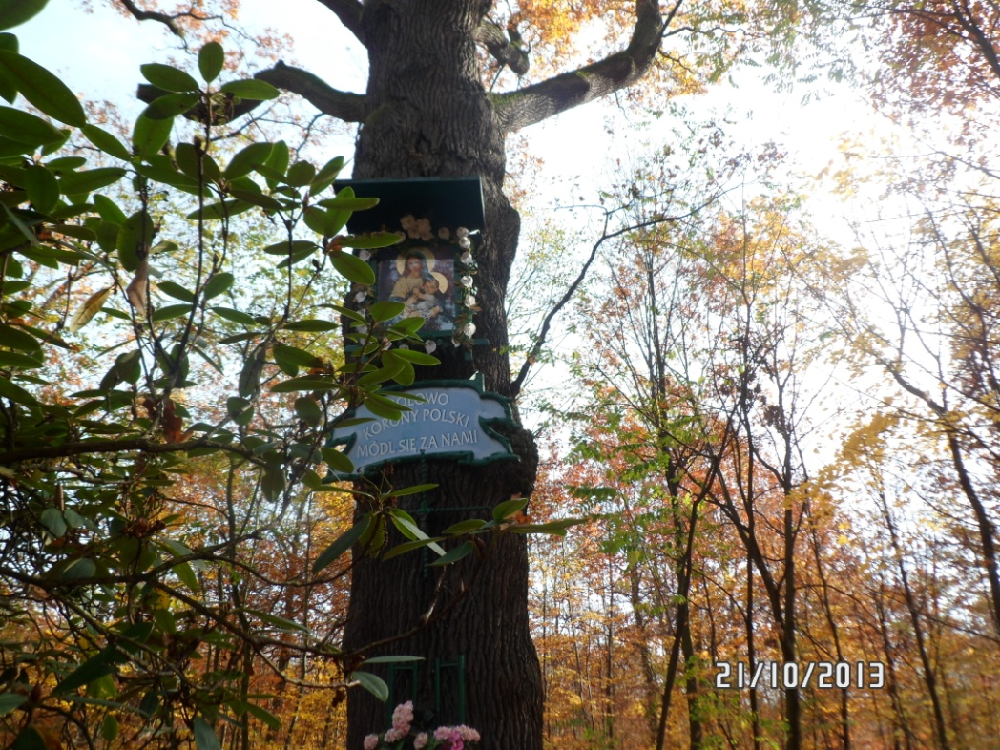 KORONY POLSKI
MÓDL SIĘ ZA NAMI
21/10/2013